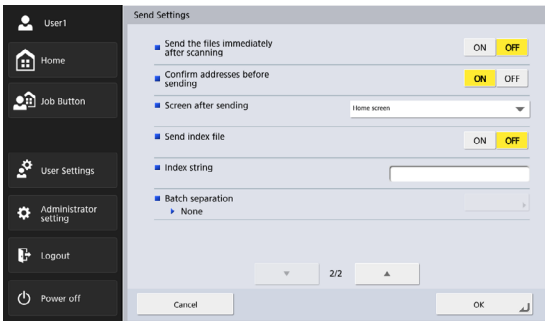 User1
Home
Job Button
User Settings
Administrator
setting
Logout
Power off
Send Settings
Send the files immediately
after scanning
ON OFF
Confirm addresses before
sending
ON OFF
Screen after sending
Home screen
Send index file
ON OFF
Index string
Batch separation
None
2/2
Cancel
OK